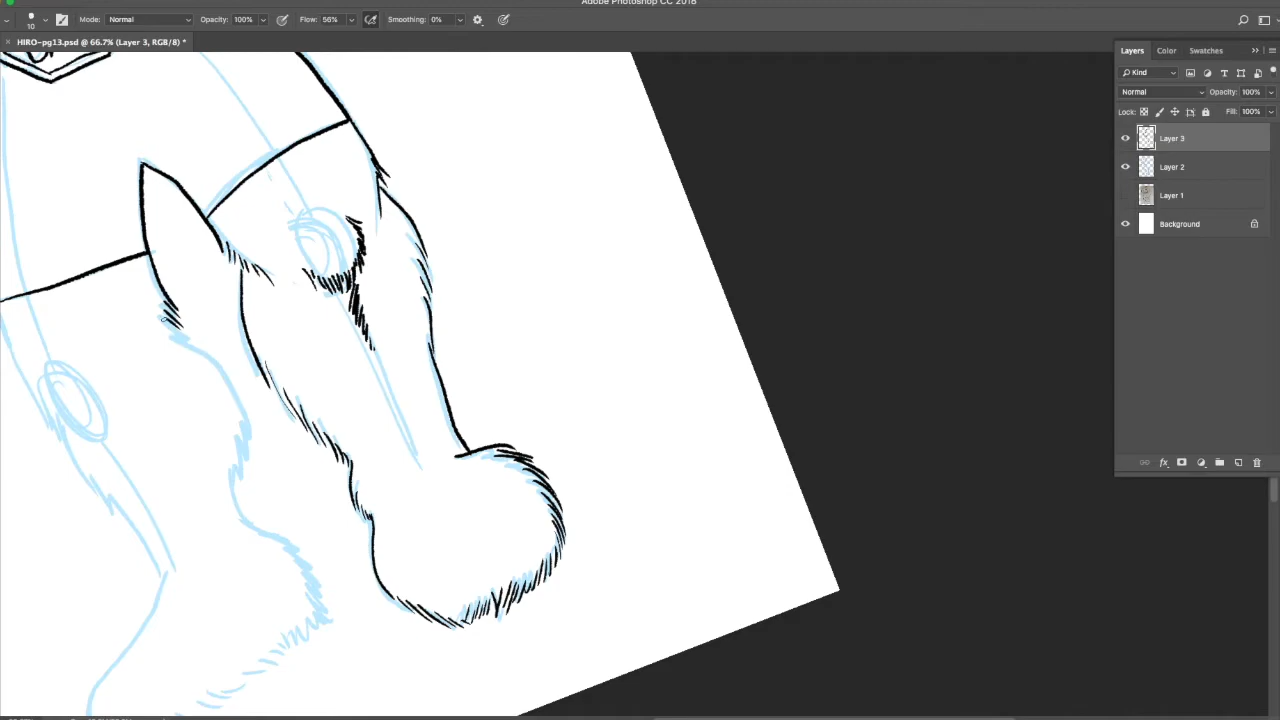 Adobe Photoshop CC 2018
10
Mode: Normal Opacity: 100% Flow: 56% Smoothing: 0%
HIRO-pg13.psd @ 66.7% (Layer 3, RGB/8) *
Layers Color Swatches
Kind
Normal Opacity: 100%
Lock: Fill: 100%
Layer 3
Layer 2
Layer 1
Background
fx